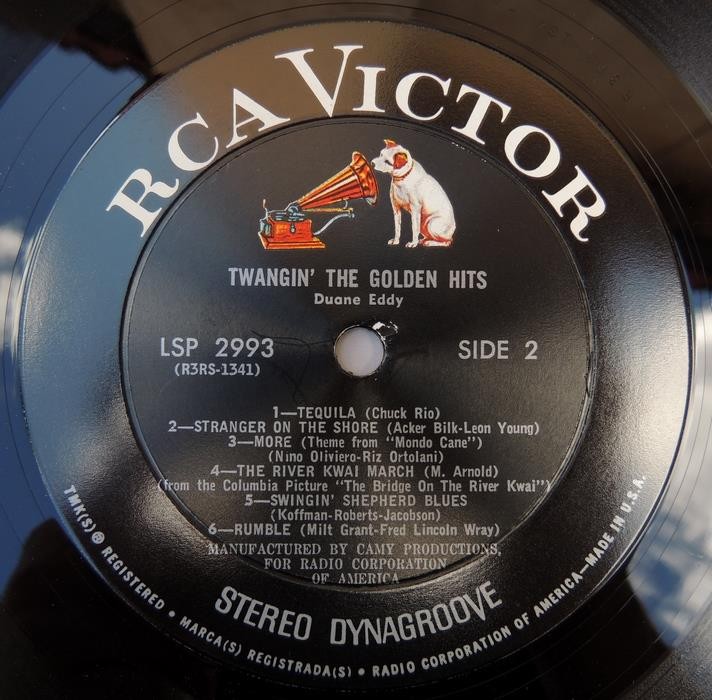 RCA VICTOR
TWANGIN' THE GOLDEN HITS
Duane Eddy
LSP 2993
(R3RS-1341)
SIDE 2
1—TEQUILA (Chuck Rio)
2—STRANGER ON THE SHORE (Acker Bilk-Leon Young)
3—MORE (Theme from "Mondo Cane")
(Nino Oliviero-Riz Ortolani)
4—THE RIVER KWAI MARCH (M. Arnold)
(from the Columbia Picture "The Bridge On The River Kwai")
5—SWINGIN' SHEPHERD BLUES
(Koffman-Roberts-Jacobson)
6—RUMBLE (Milt Grant-Fred Lincoln Wray)
MANUFACTURED BY CAMY PRODUCTIONS,
FOR RADIO CORPORATION
OF AMERICA
STEREO DYNAGROOVE
TMK(S) ® REGISTERED • MARCA(S) REGISTRADA(S) • RADIO CORPORATION OF AMERICA—MADE IN U.S.A.